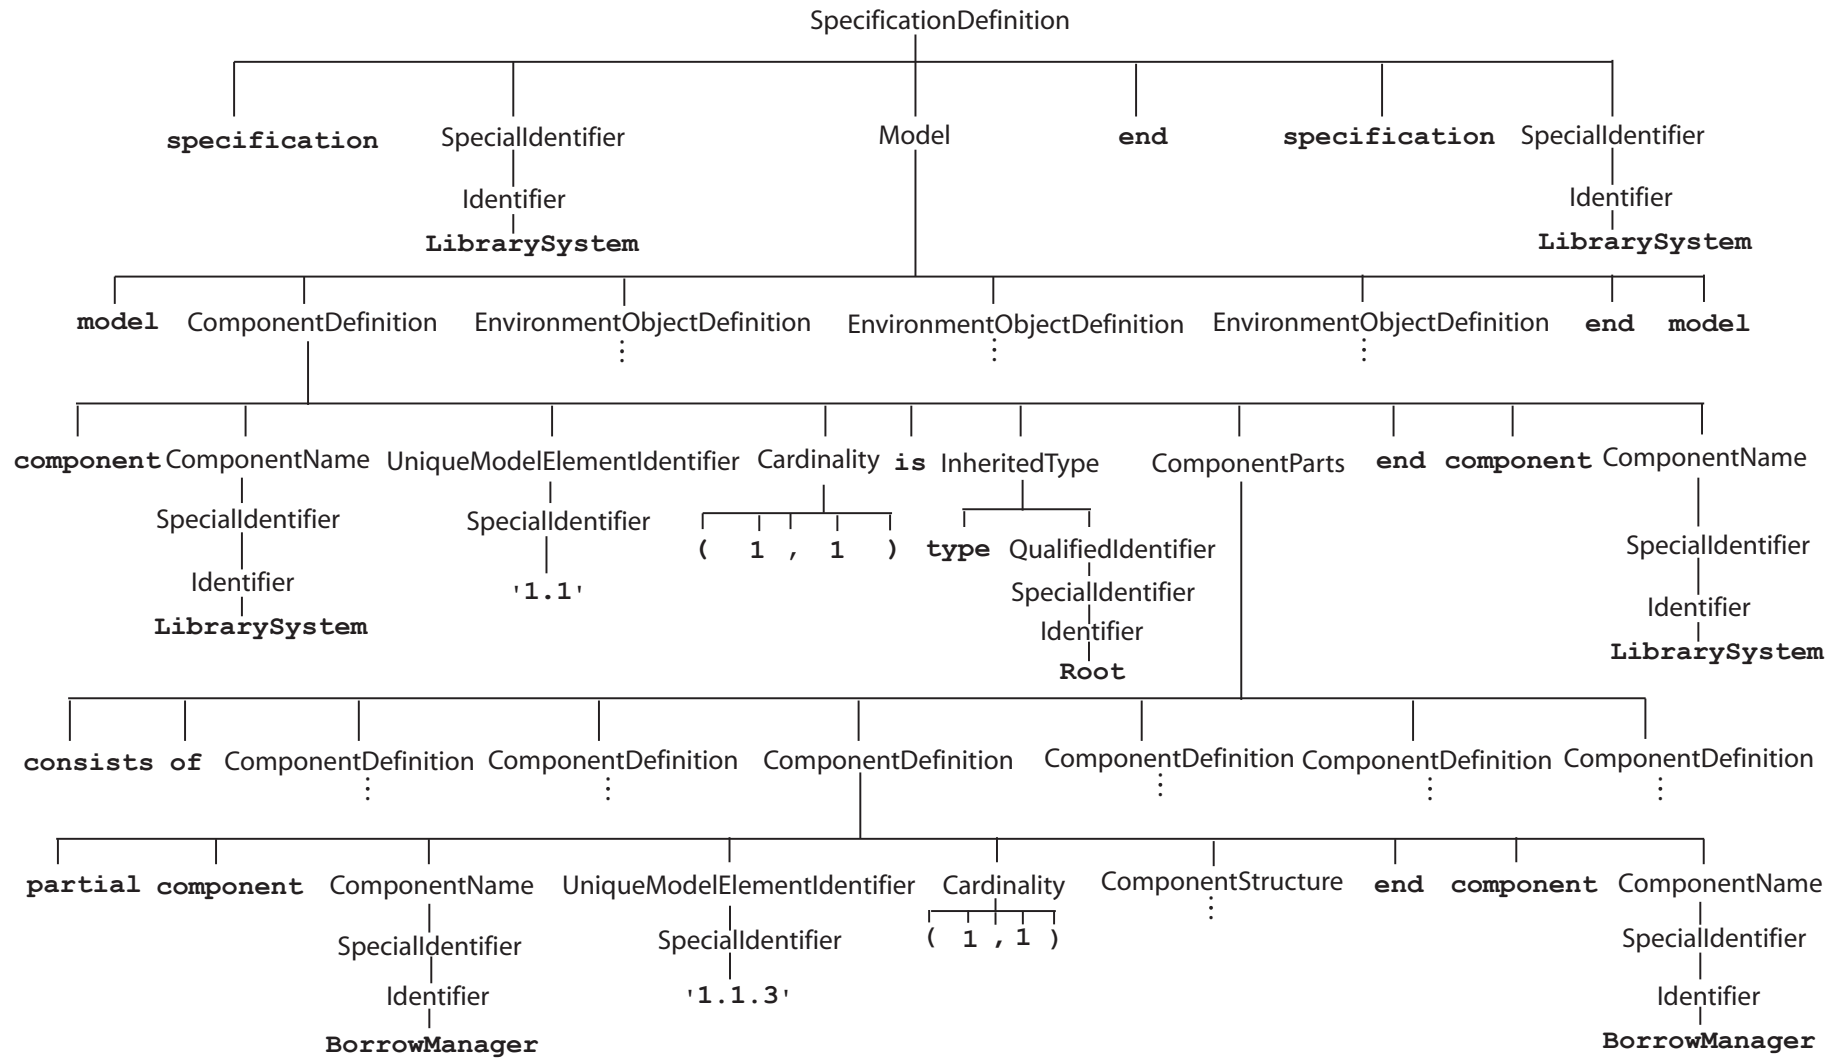 SpecificationDefinition
specification SpecialIdentifier Model end specification SpecialIdentifier
Identifier Identifier
LibrarySystem LibrarySystem
model ComponentDefinition EnvironmentObjectDefinition EnvironmentObjectDefinition EnvironmentObjectDefinition end model
component ComponentName UniqueModelElementIdentifier Cardinality is InheritedType ComponentParts end component ComponentName
SpecialIdentifier SpecialIdentifier ( 1 , 1 ) type QualifiedIdentifier SpecialIdentifier
Identifier '1.1' SpecialIdentifier Identifier
LibrarySystem Identifier LibrarySystem
Root
consists of ComponentDefinition ComponentDefinition ComponentDefinition ComponentDefinition ComponentDefinition ComponentDefinition
partial component ComponentName UniqueModelElementIdentifier Cardinality ComponentStructure end component ComponentName
SpecialIdentifier SpecialIdentifier ( 1 , 1 ) SpecialIdentifier
Identifier '1.1.3' Identifier
BorrowManager BorrowManager